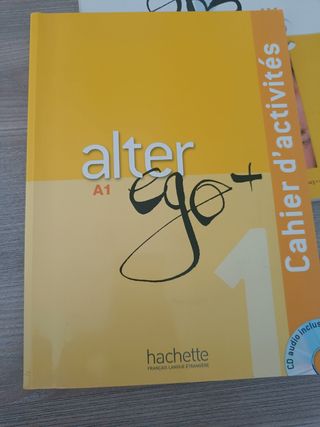 alter
A1
ego+
1
Cahier d'activités
CD audio inclus
hachette
FRANÇAIS LANGUE ÉTRANGÈRE